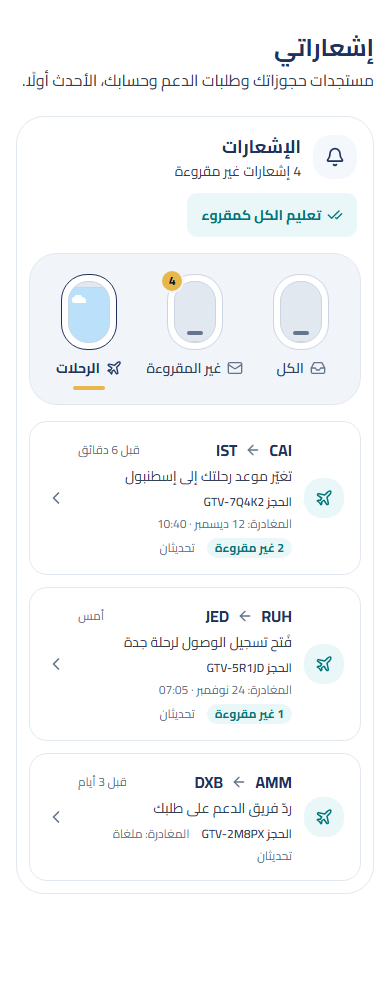 إشعاراتي
مستجدات حجوزاتك وطلبات الدعم وحسابك، الأحدث أولًا.
الإشعارات
4 إشعارات غير مقروءة
تعليم الكل كمقروء
4
الكل
غير المقروءة
الرحلات
CAI ← IST قبل 6 دقائق
تغيّر موعد رحلتك إلى إسطنبول
الحجز GTV-7Q4K2
المغادرة: 12 ديسمبر · 10:40
2 غير مقروءة تحديثان
RUH ← JED أمس
فُتح تسجيل الوصول لرحلة جدة
الحجز GTV-5R1JD
المغادرة: 24 نوفمبر · 07:05
1 غير مقروءة تحديثان
AMM ← DXB قبل 3 أيام
ردّ فريق الدعم على طلبك
الحجز GTV-2M8PX المغادرة: ملغاة
تحديثان